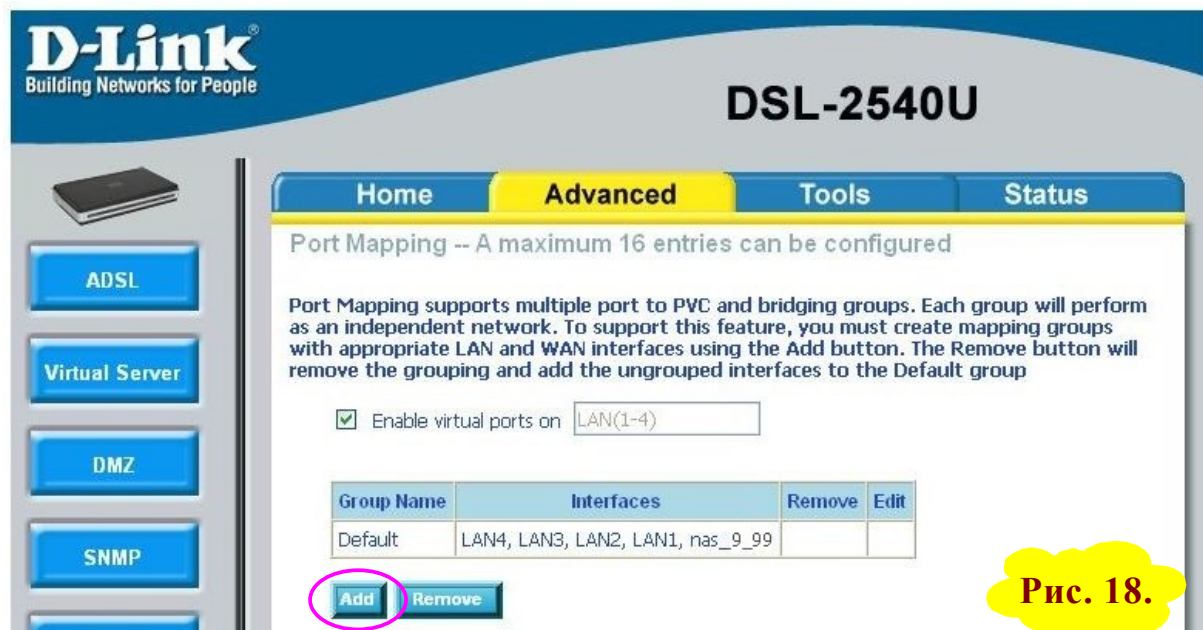 D-Link®
Building Networks for People
DSL-2540U
Home Advanced Tools Status
ADSL
Virtual Server
DMZ
SNMP
Port Mapping -- A maximum 16 entries can be configured
Port Mapping supports multiple port to PVC and bridging groups. Each group will perform
as an independent network. To support this feature, you must create mapping groups
with appropriate LAN and WAN interfaces using the Add button. The Remove button will
remove the grouping and add the ungrouped interfaces to the Default group
Enable virtual ports on LAN(1-4)
Group Name Interfaces Remove Edit
Default LAN4, LAN3, LAN2, LAN1, nas_9_99
Add Remove
Рис. 18.